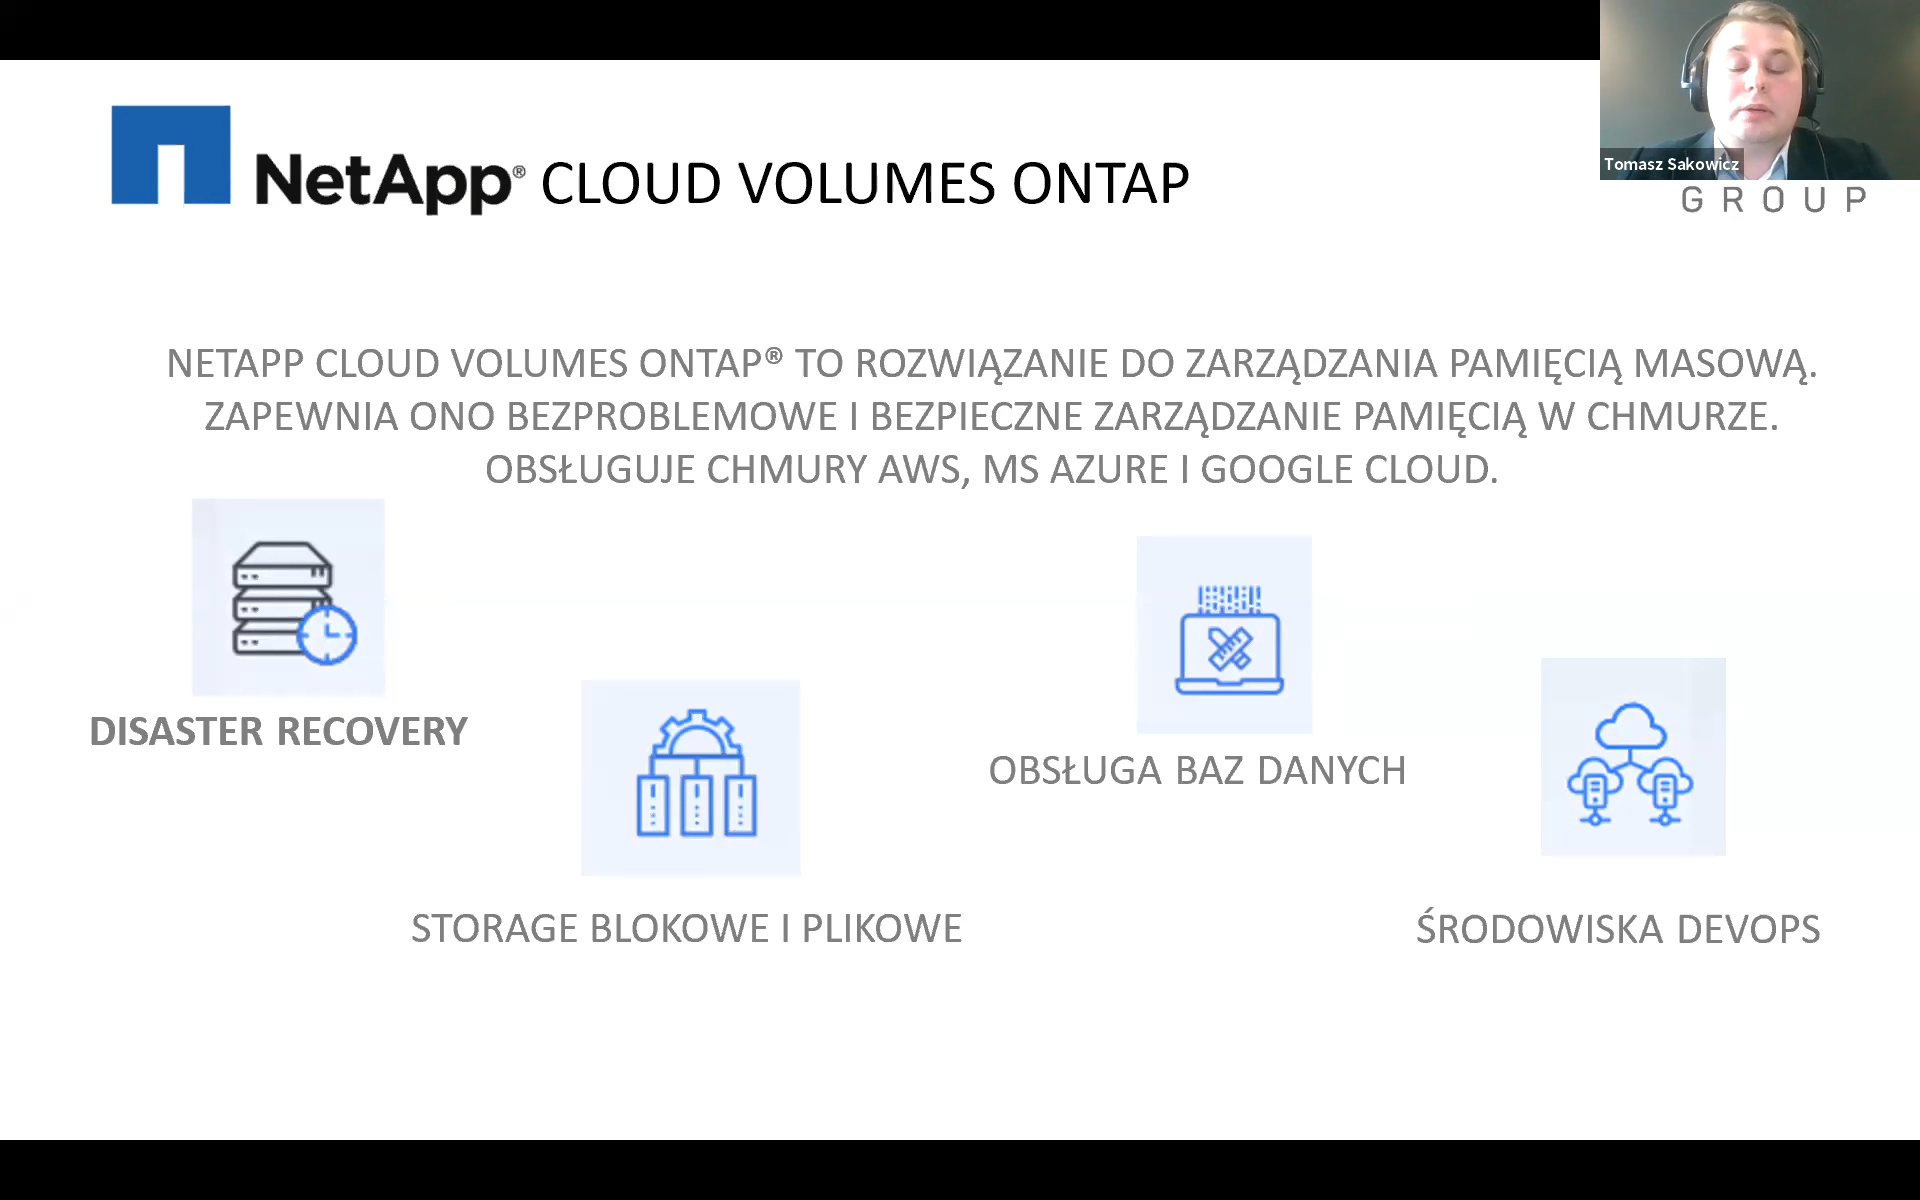 NetApp® CLOUD VOLUMES ONTAP
Tomasz Sakowicz
GROUP
NETAPP CLOUD VOLUMES ONTAP® TO ROZWIĄZANIE DO ZARZĄDZANIA PAMIĘCIĄ MASOWĄ.
ZAPEWNIA ONO BEZPROBLEMOWE I BEZPIECZNE ZARZĄDZANIE PAMIĘCIĄ W CHMURZE.
OBSŁUGUJE CHMURY AWS, MS AZURE I GOOGLE CLOUD.
DISASTER RECOVERY
OBSŁUGA BAZ DANYCH
STORAGE BLOKOWE I PLIKOWE
ŚRODOWISKA DEVOPS